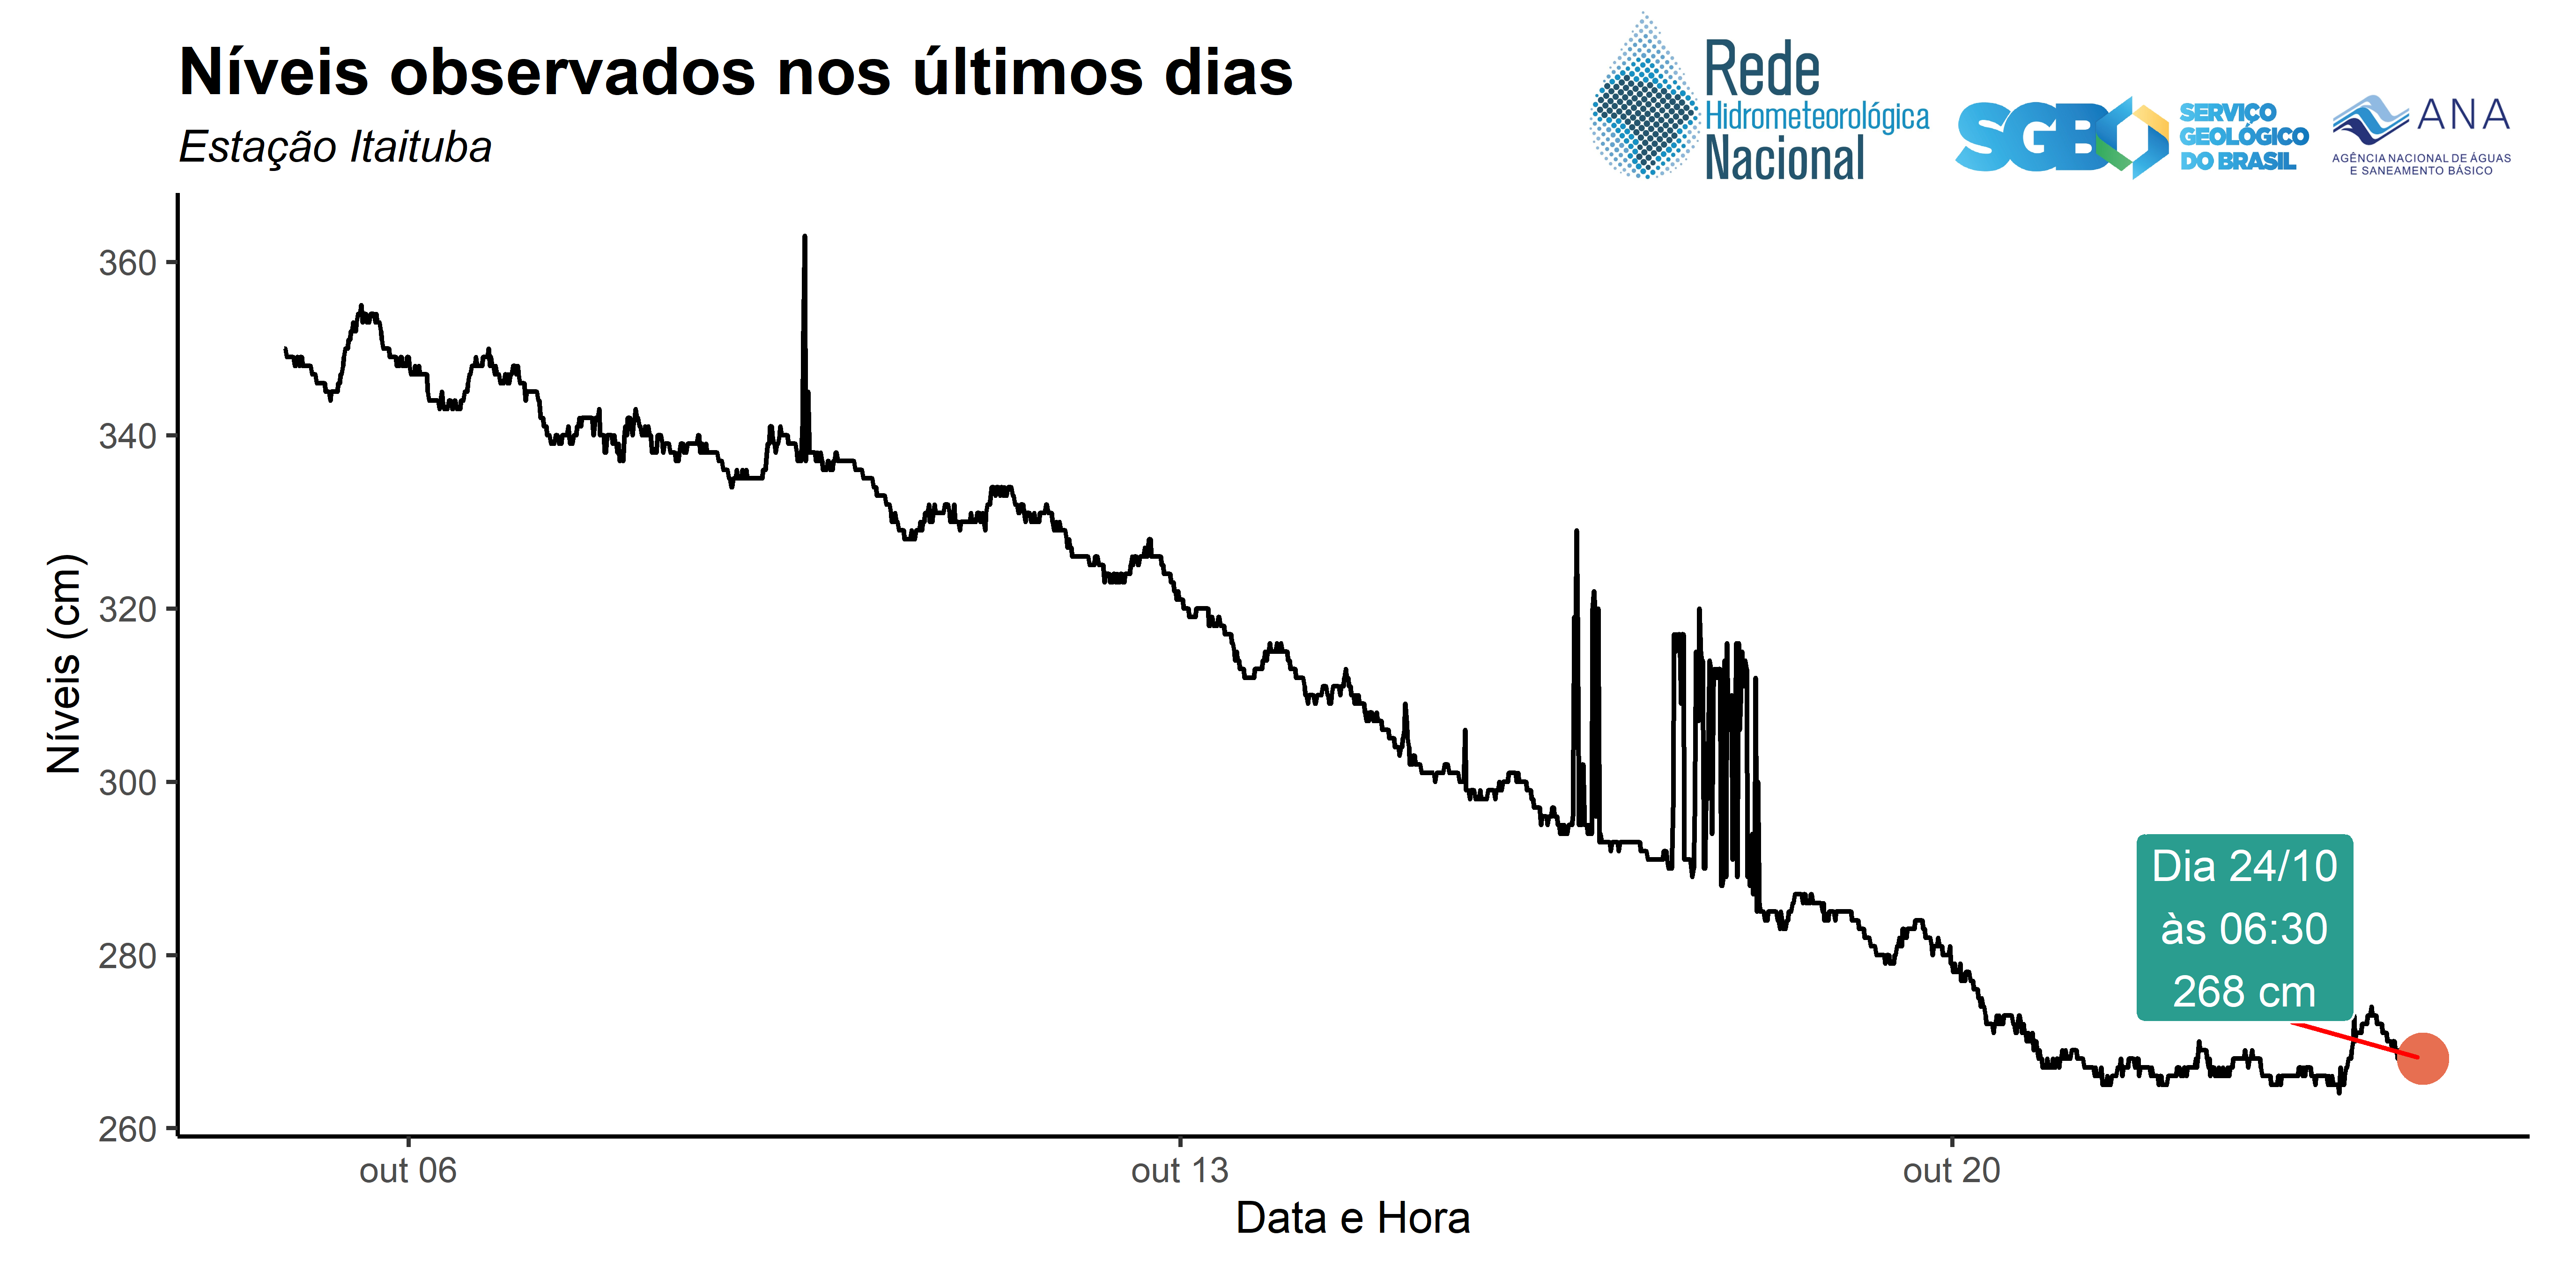 Níveis observados nos últimos dias
Estação Itaituba
Rede
Hidrometeorológica
Nacional
SGB
SERVIÇO
GEOLÓGICO
DO BRASIL
ANA
AGÊNCIA NACIONAL DE ÁGUAS
E SANEAMENTO BÁSICO
Níveis (cm)
360
340
320
300
280
260
Dia 24/10
às 06:30
268 cm
out 06
out 13
out 20
Data e Hora